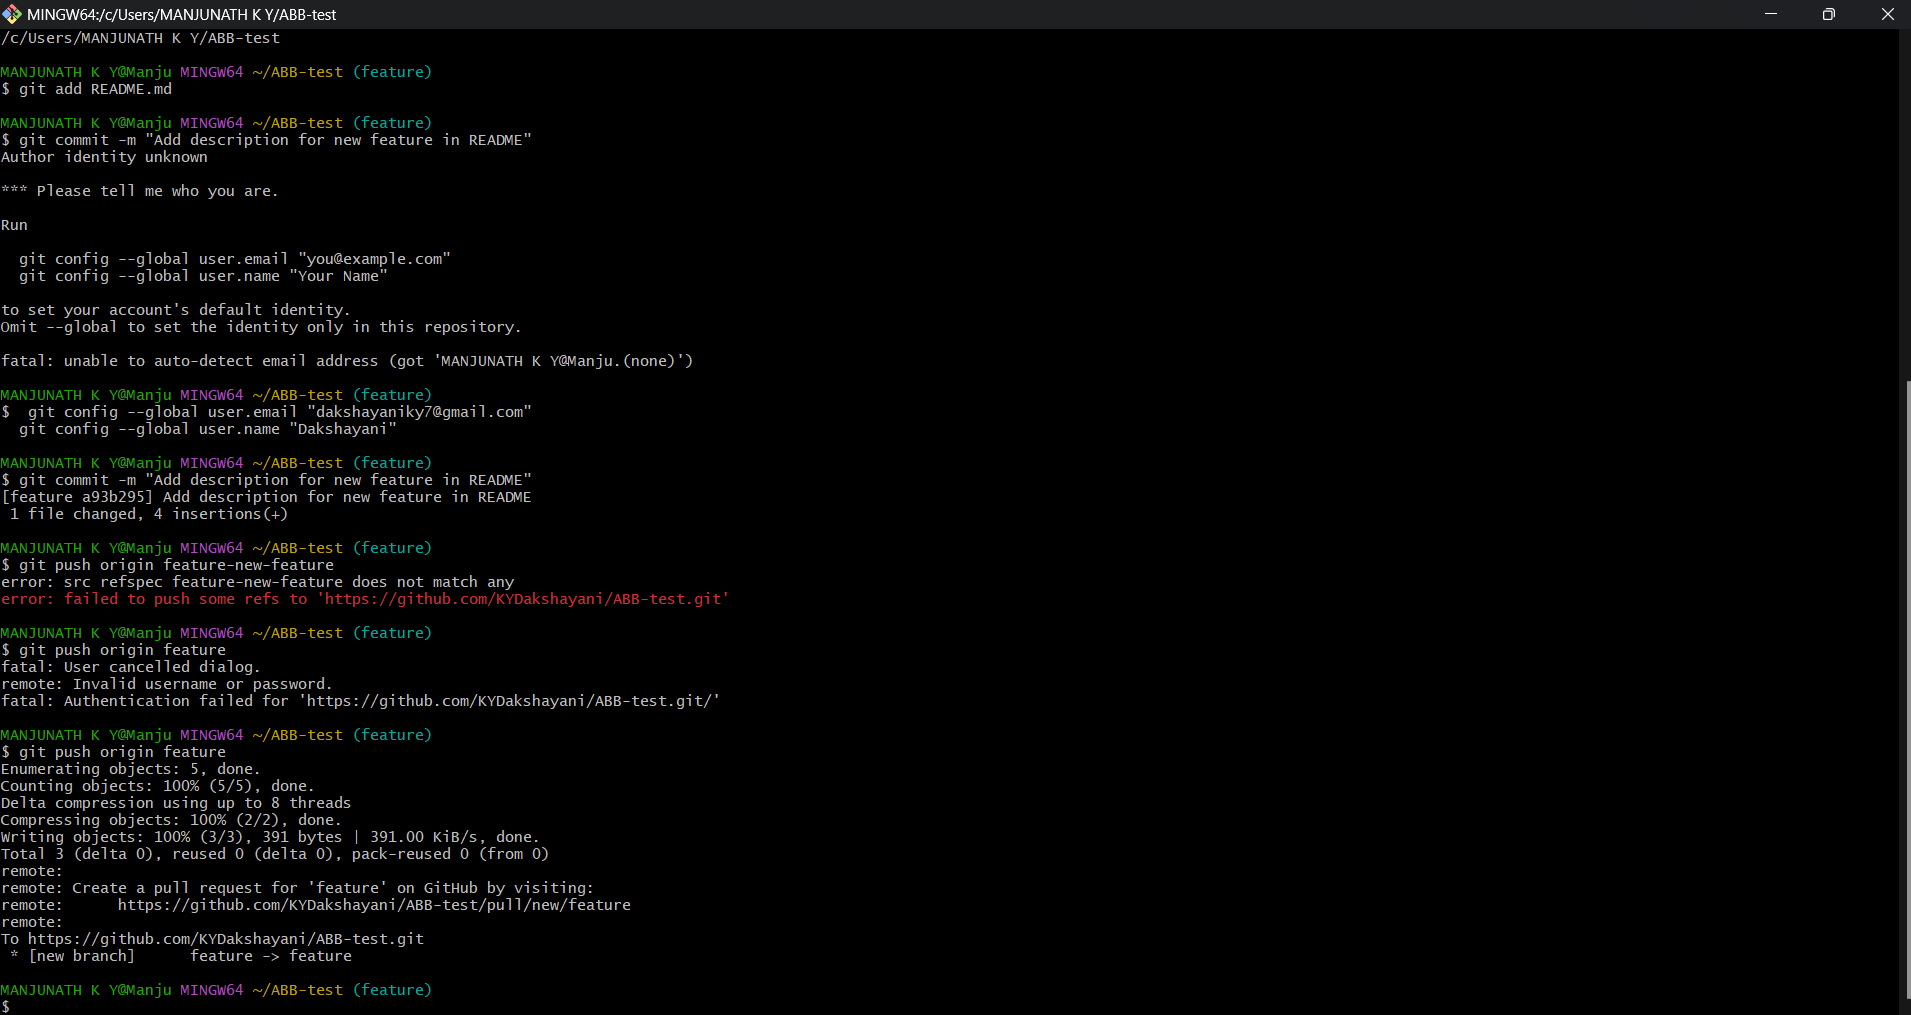 MINGW64:/c/Users/MANJUNATH K Y/ABB-test
/c/Users/MANJUNATH K Y/ABB-test
MANJUNATH K Y@Manju MINGW64 ~/ABB-test (feature)
$ git add README.md
MANJUNATH K Y@Manju MINGW64 ~/ABB-test (feature)
$ git commit -m "Add description for new feature in README"
Author identity unknown
*** Please tell me who you are.
Run
  git config --global user.email "you@example.com"
  git config --global user.name "Your Name"
to set your account's default identity.
Omit --global to set the identity only in this repository.
fatal: unable to auto-detect email address (got 'MANJUNATH K Y@Manju.(none)')
MANJUNATH K Y@Manju MINGW64 ~/ABB-test (feature)
$  git config --global user.email "dakshayaniky7@gmail.com"
  git config --global user.name "Dakshayani"
MANJUNATH K Y@Manju MINGW64 ~/ABB-test (feature)
$ git commit -m "Add description for new feature in README"
[feature a93b295] Add description for new feature in README
 1 file changed, 4 insertions(+)
MANJUNATH K Y@Manju MINGW64 ~/ABB-test (feature)
$ git push origin feature-new-feature
error: src refspec feature-new-feature does not match any
error: failed to push some refs to 'https://github.com/KYDakshayani/ABB-test.git'
MANJUNATH K Y@Manju MINGW64 ~/ABB-test (feature)
$ git push origin feature
fatal: User cancelled dialog.
remote: Invalid username or password.
fatal: Authentication failed for 'https://github.com/KYDakshayani/ABB-test.git/'
MANJUNATH K Y@Manju MINGW64 ~/ABB-test (feature)
$ git push origin feature
Enumerating objects: 5, done.
Counting objects: 100% (5/5), done.
Delta compression using up to 8 threads
Compressing objects: 100% (2/2), done.
Writing objects: 100% (3/3), 391 bytes | 391.00 KiB/s, done.
Total 3 (delta 0), reused 0 (delta 0), pack-reused 0 (from 0)
remote:
remote: Create a pull request for 'feature' on GitHub by visiting:
remote:      https://github.com/KYDakshayani/ABB-test/pull/new/feature
remote:
To https://github.com/KYDakshayani/ABB-test.git
 * [new branch]      feature -> feature
MANJUNATH K Y@Manju MINGW64 ~/ABB-test (feature)
$